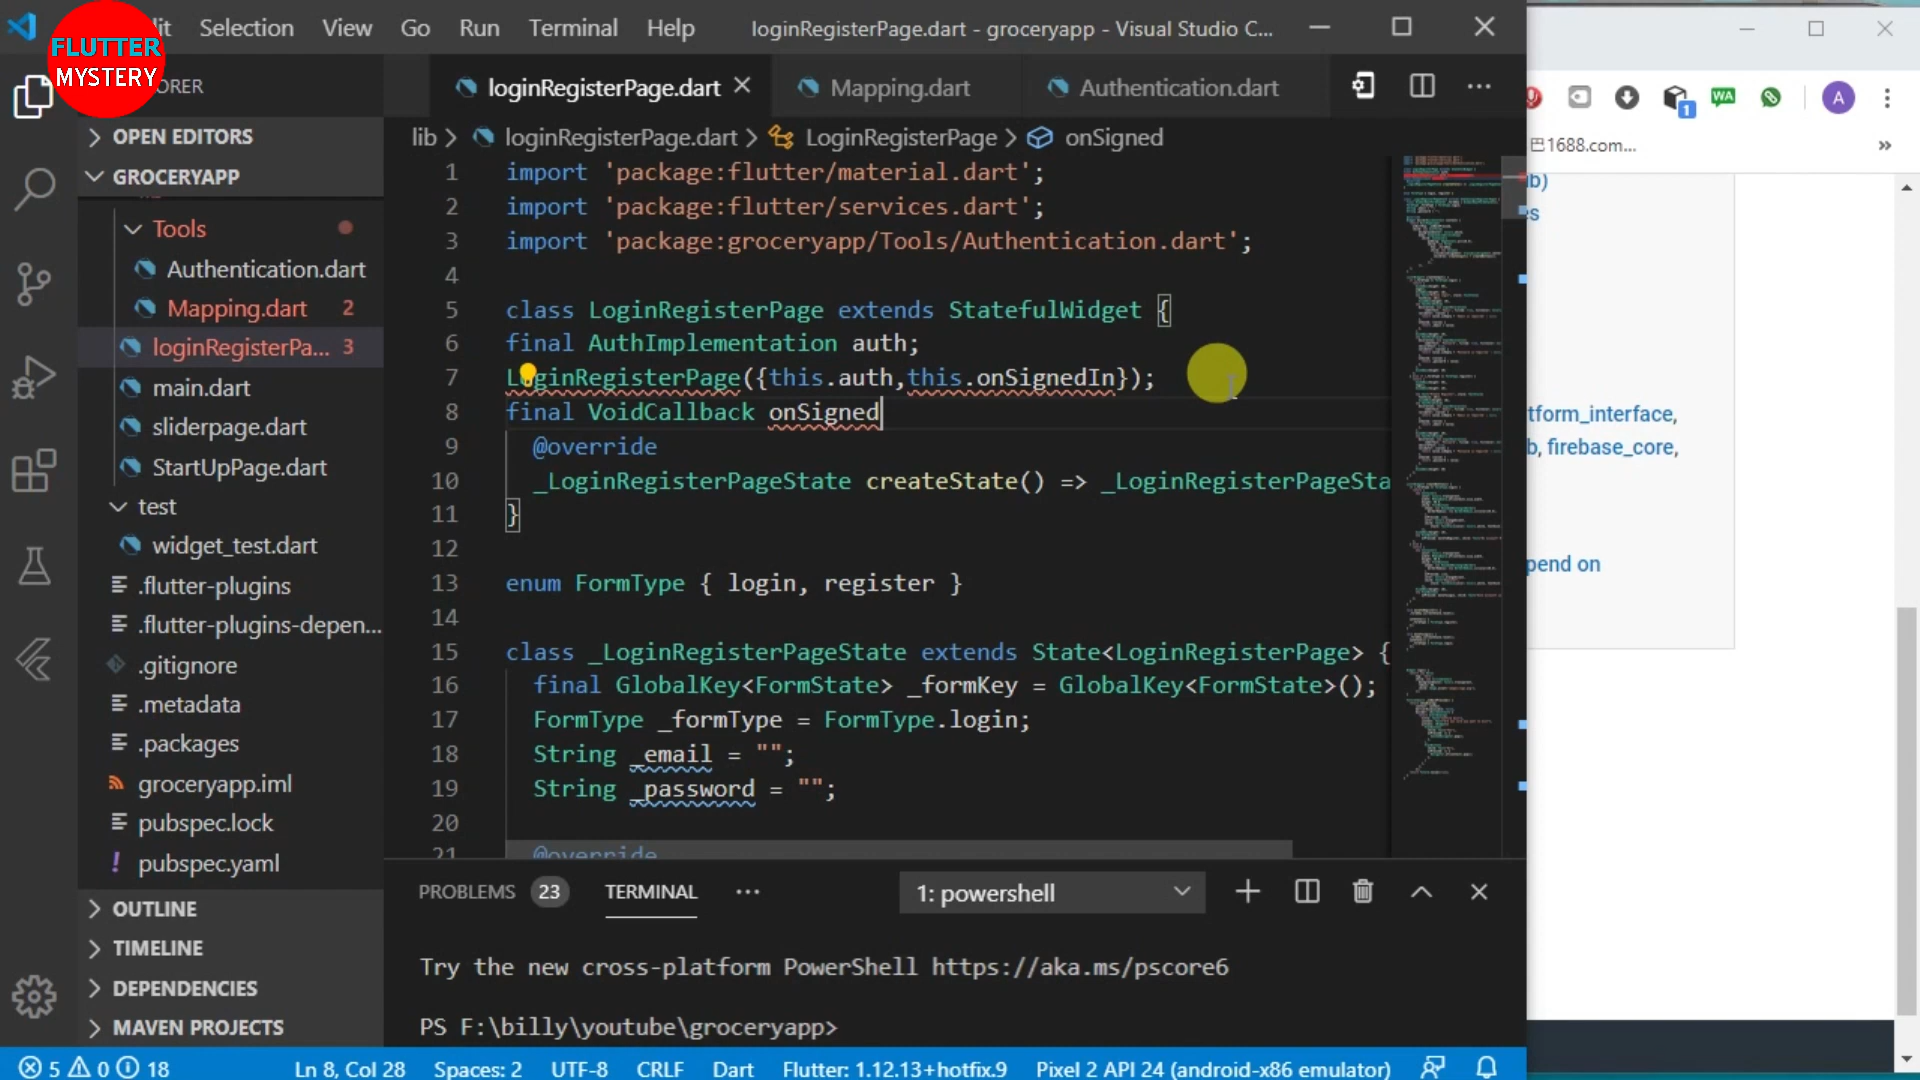 FLUTTER
MYSTERY
Selection View Go Run Terminal Help
loginRegisterPage.dart - groceryapp - Visual Studio C...
loginRegisterPage.dart
Mapping.dart
Authentication.dart
lib > loginRegisterPage.dart > LoginRegisterPage > onSigned
OPEN EDITORS
GROCERYAPP
Tools
Authentication.dart
Mapping.dart 2
loginRegisterPa... 3
main.dart
sliderpage.dart
StartUpPage.dart
test
widget_test.dart
.flutter-plugins
.flutter-plugins-depen...
.gitignore
.metadata
.packages
groceryapp.iml
pubspec.lock
pubspec.yaml
OUTLINE
TIMELINE
DEPENDENCIES
MAVEN PROJECTS
1 import 'package:flutter/material.dart';
2 import 'package:flutter/services.dart';
3 import 'package:groceryapp/Tools/Authentication.dart';
4
5 class LoginRegisterPage extends StatefulWidget {
6 final AuthImplementation auth;
7 LoginRegisterPage({this.auth,this.onSignedIn});
8 final VoidCallback onSigned
9 @override
10 _LoginRegisterPageState createState() => _LoginRegisterPageSta
11 }
12
13 enum FormType { login, register }
14
15 class _LoginRegisterPageState extends State<LoginRegisterPage> {
16 final GlobalKey<FormState> _formKey = GlobalKey<FormState>();
17 FormType _formType = FormType.login;
18 String _email = "";
19 String _password = "";
20
21 @override
PROBLEMS 23 TERMINAL ... 1: powershell
Try the new cross-platform PowerShell https://aka.ms/pscore6
PS F:\billy\youtube\groceryapp>
5 0 18 Ln 8, Col 28 Spaces: 2 UTF-8 CRLF Dart Flutter: 1.12.13+hotfix.9 Pixel 2 API 24 (android-x86 emulator)
1 WA A
1688.com... »
tform_interface,
firebase_core,
pend on